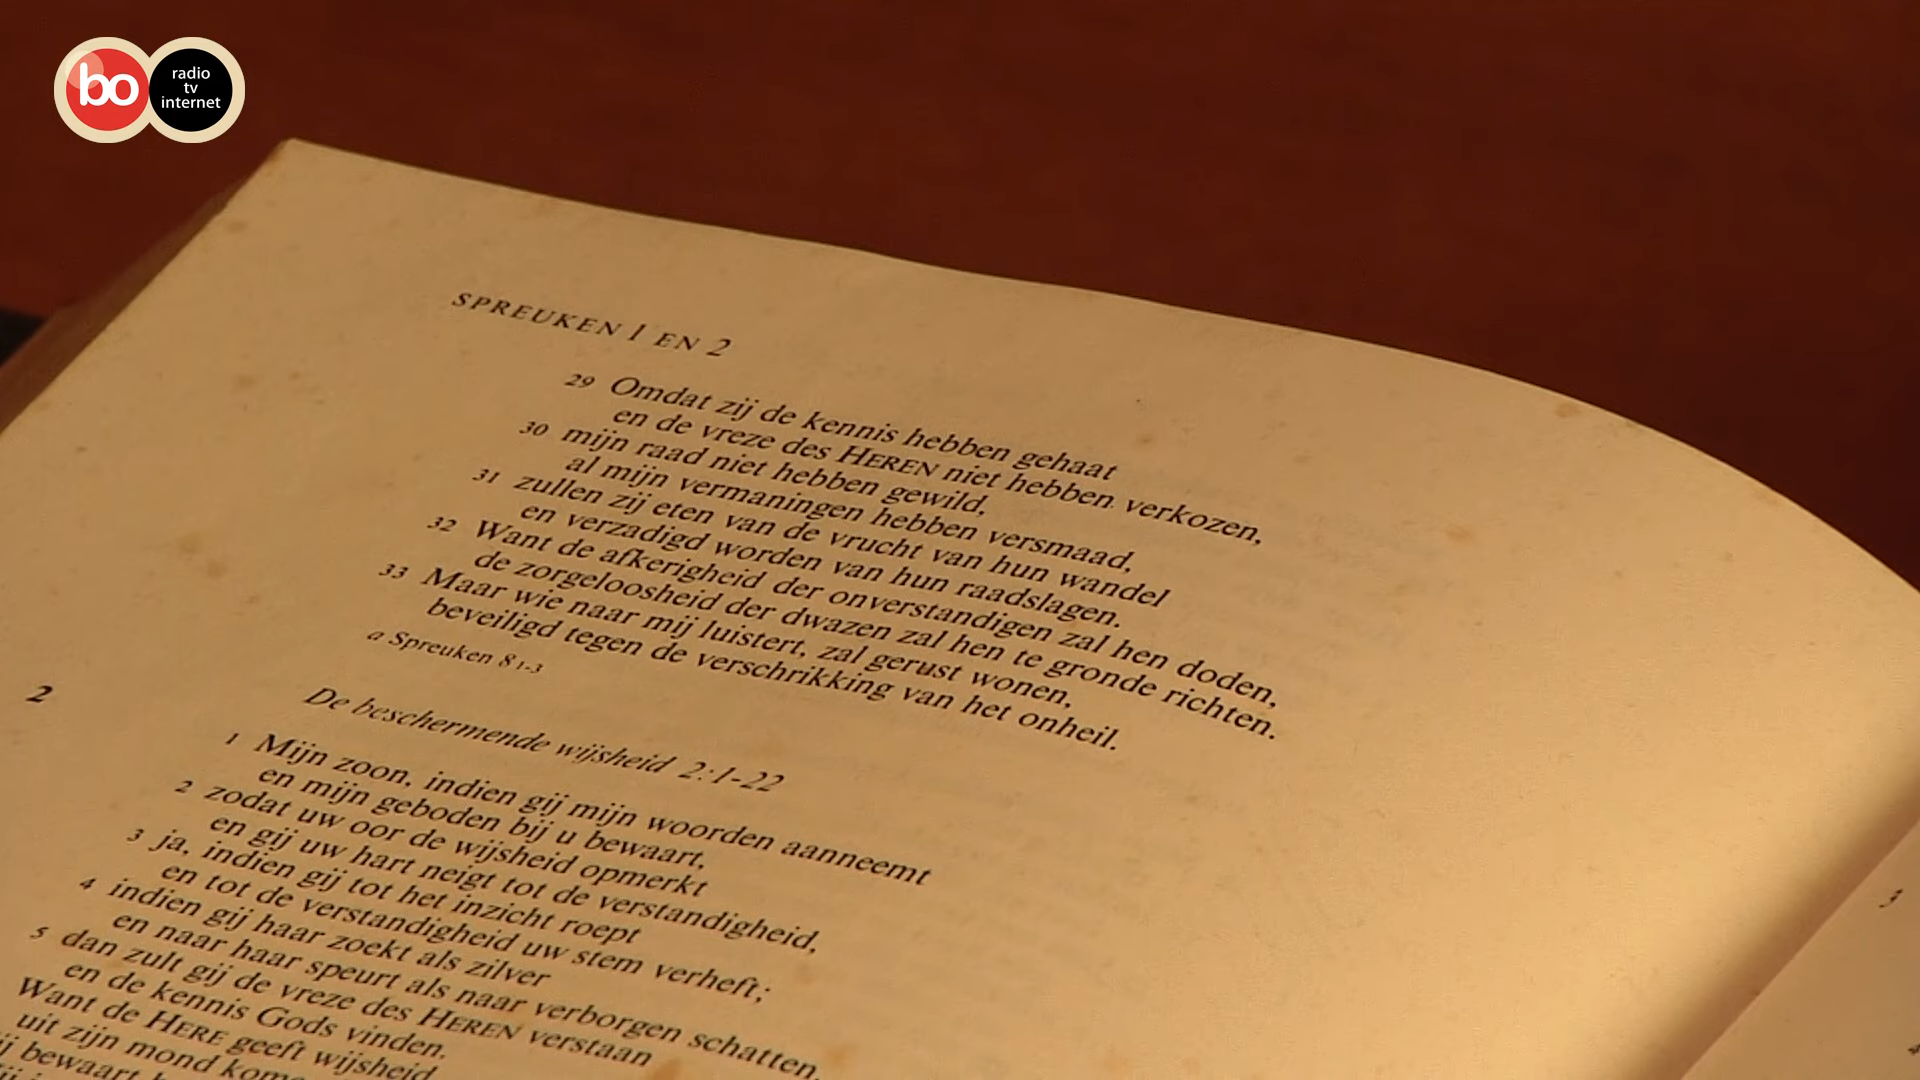 bo
radio
tv
internet
SPREUKEN 1 EN 2
29 Omdat zij de kennis hebben gehaat
en de vreze des HEREN niet hebben verkozen,
30 mijn raad niet hebben gewild,
al mijn vermaningen hebben versmaad,
31 zullen zij eten van de vrucht van hun wandel
en verzadigd worden van hun raadslagen.
32 Want de afkerigheid der onverstandigen zal hen doden,
de zorgeloosheid der dwazen zal hen te gronde richten.
33 Maar wie naar mij luistert, zal gerust wonen,
beveiligd tegen de verschrikking van het onheil.
a Spreuken 8 1-3
2
De beschermende wijsheid 2:1-22
1 Mijn zoon, indien gij mijn woorden aanneemt
en mijn geboden bij u bewaart,
2 zodat uw oor de wijsheid opmerkt
en gij uw hart neigt tot de verstandigheid,
3 ja, indien gij tot het inzicht roept
en tot de verstandigheid uw stem verheft;
4 indien gij haar zoekt als zilver
en naar haar speurt als naar verborgen schatten,
5 dan zult gij de vreze des HEREN verstaan
en de kennis Gods vinden.
Want de HERE geeft wijsheid
uit zijn mond
bewaart
3
4